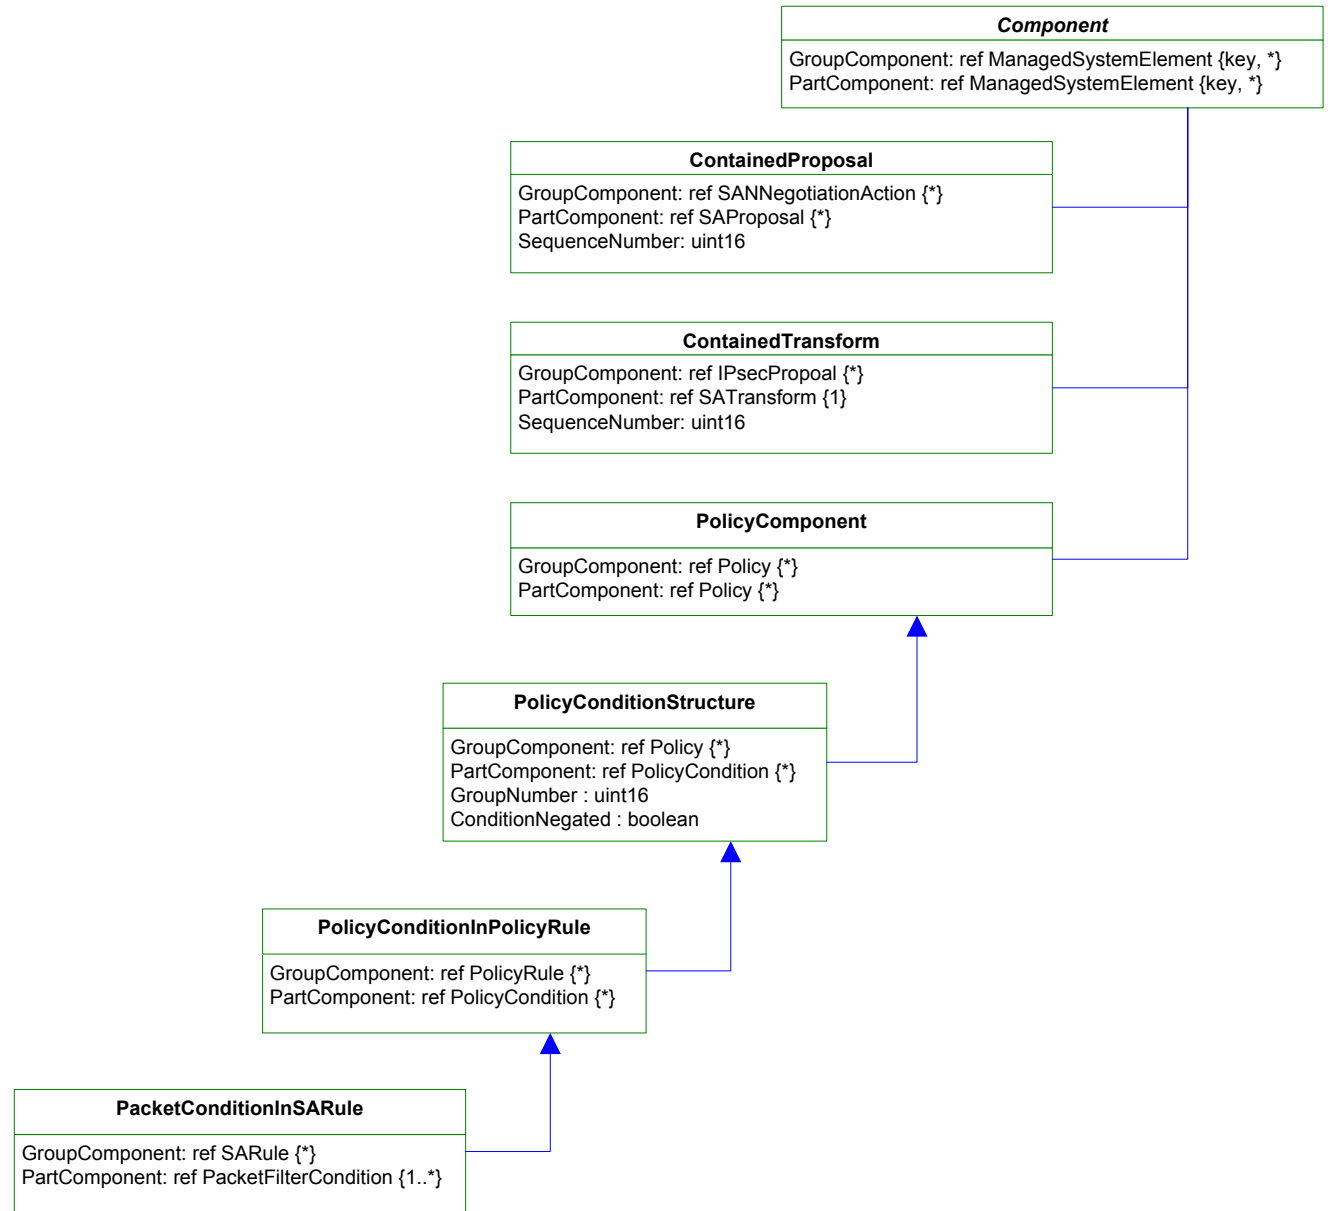 Component
GroupComponent: ref ManagedSystemElement {key, *}
PartComponent: ref ManagedSystemElement {key, *}
ContainedProposal
GroupComponent: ref SANNegotiationAction {*}
PartComponent: ref SAProposal {*}
SequenceNumber: uint16
ContainedTransform
GroupComponent: ref IPsecPropoal {*}
PartComponent: ref SATransform {1}
SequenceNumber: uint16
PolicyComponent
GroupComponent: ref Policy {*}
PartComponent: ref Policy {*}
PolicyConditionStructure
GroupComponent: ref Policy {*}
PartComponent: ref PolicyCondition {*}
GroupNumber : uint16
ConditionNegated : boolean
PolicyConditionInPolicyRule
GroupComponent: ref PolicyRule {*}
PartComponent: ref PolicyCondition {*}
PacketConditionInSARule
GroupComponent: ref SARule {*}
PartComponent: ref PacketFilterCondition {1..*}